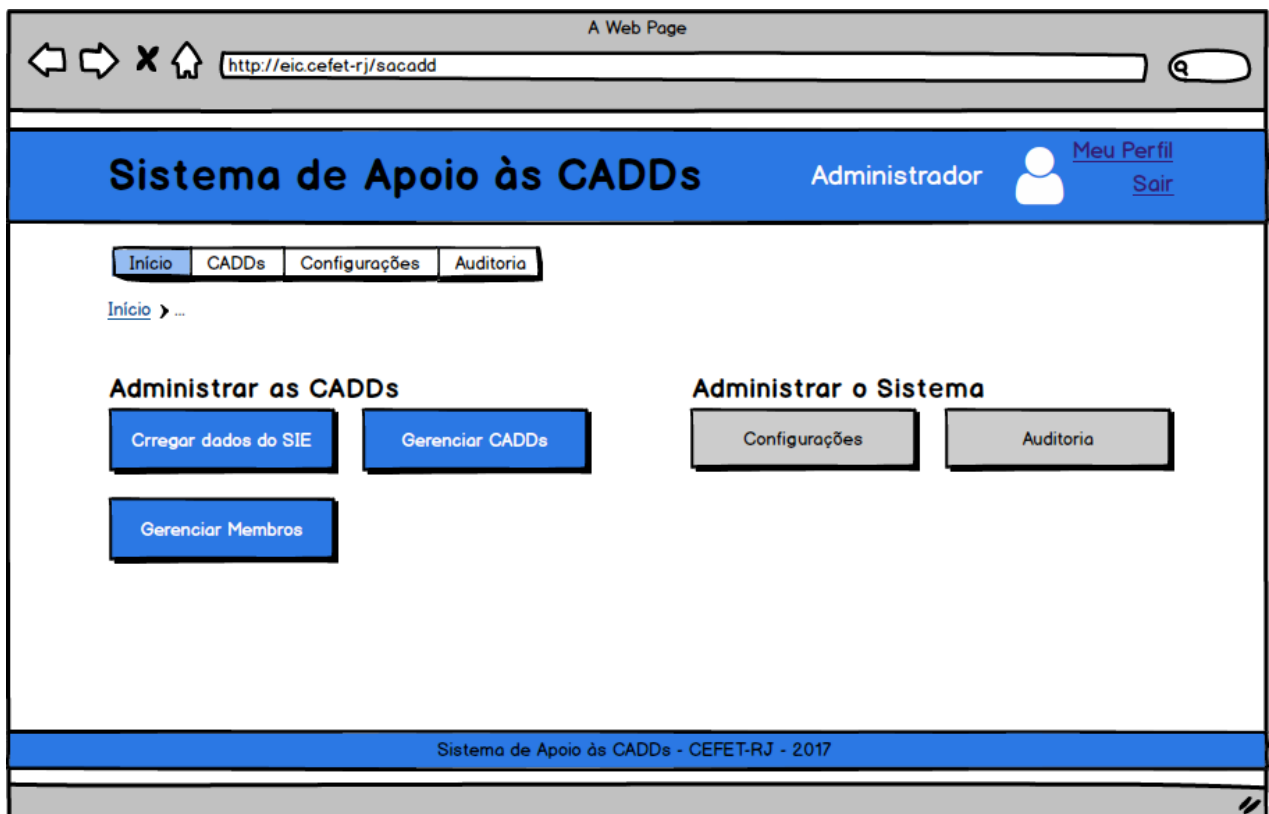 A Web Page
http://eic.cefet-rj/sacadd
Sistema de Apoio às CADDs
Administrador
Meu Perfil
Sair
Início CADDs Configurações Auditoria
Início > ...
Administrar as CADDs
Crregar dados do SIE
Gerenciar CADDs
Gerenciar Membros
Administrar o Sistema
Configurações
Auditoria
Sistema de Apoio às CADDs - CEFET-RJ - 2017